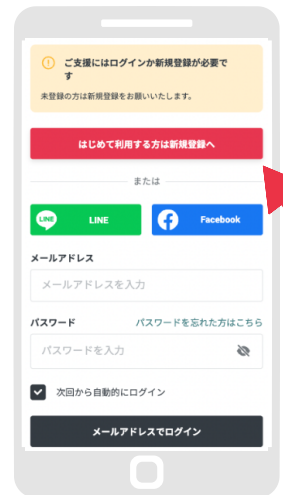 ご支援にはログインか新規登録が必要で
す
未登録の方は新規登録をお願いいたします。
はじめて利用する方は新規登録へ
または
LINE LINE
Facebook
メールアドレス
メールアドレスを入力
パスワード パスワードを忘れた方はこちら
パスワードを入力
次回から自動的にログイン
メールアドレスでログイン